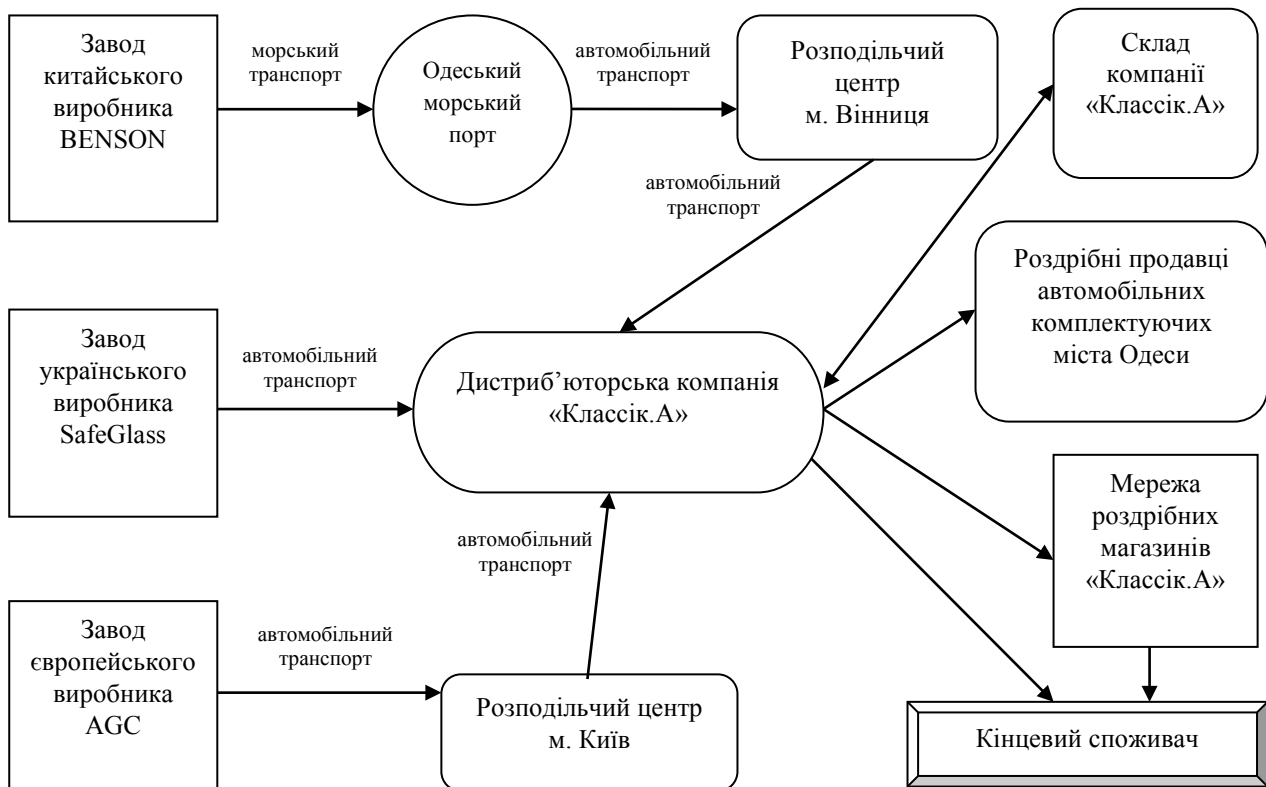 Завод
китайського
виробника
BENSON
морський
транспорт
Одеський
морський
порт
автомобільний
транспорт
Розподільчий
центр
м. Вінниця
Склад
компанії
«Классік.А»
автомобільний
транспорт
Роздрібні продавці
автомобільних
комплектуючих
міста Одеси
Завод
українського
виробника
SafeGlass
автомобільний
транспорт
Дистриб’юторська компанія
«Классік.А»
Мережа
роздрібних
магазинів
«Классік.А»
автомобільний
транспорт
Завод
європейського
виробника
AGC
автомобільний
транспорт
Розподільчий центр
м. Київ
Кінцевий споживач